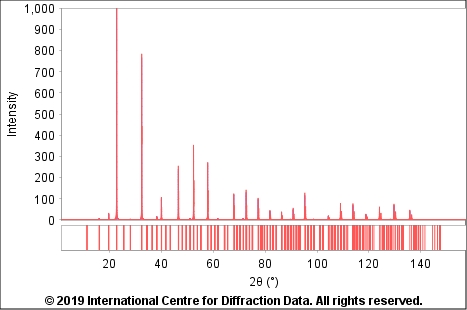 1,000
900
800
700
600
500
400
300
200
100
0
Intensity
20 40 60 80 100 120 140
2θ (°)
© 2019 International Centre for Diffraction Data. All rights reserved.